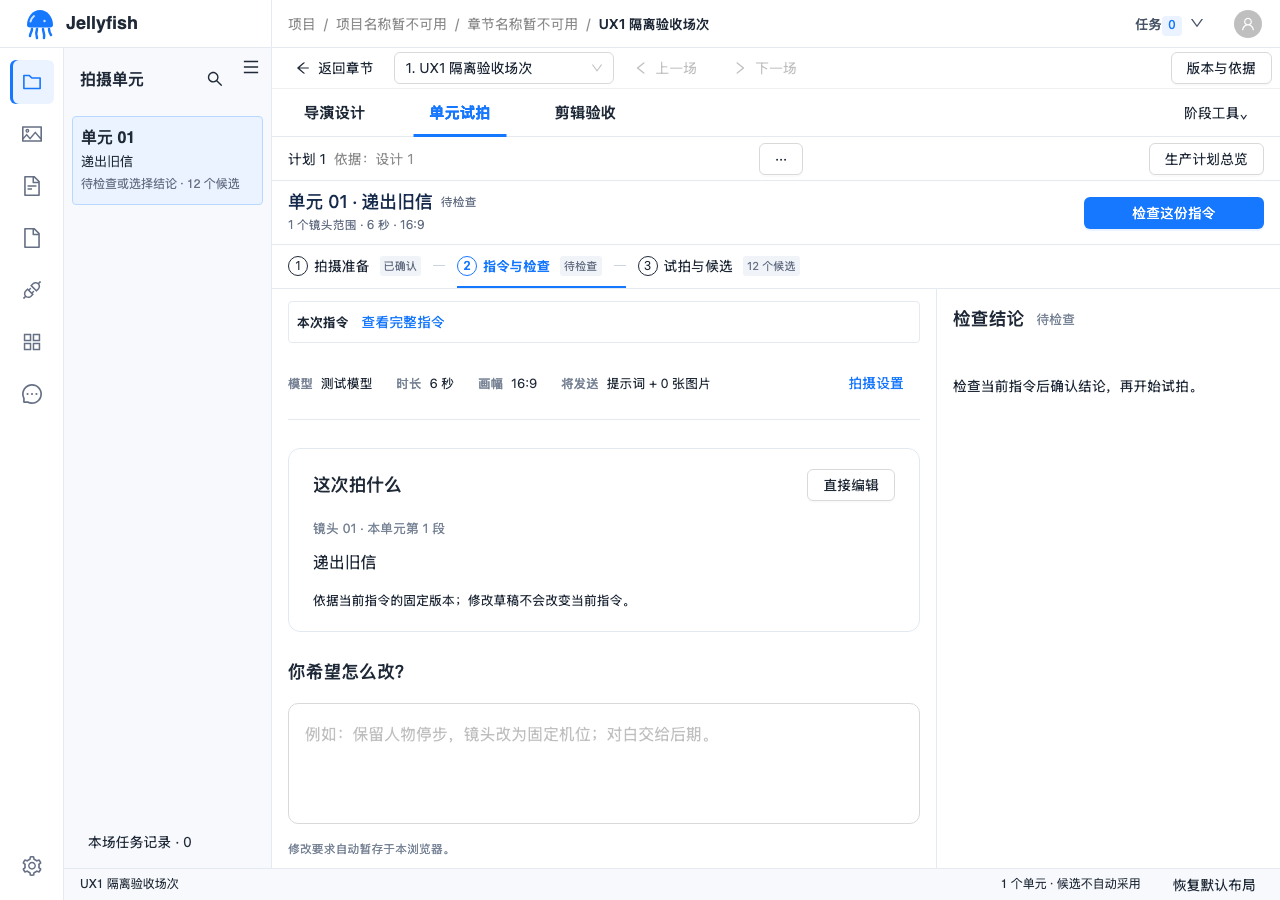 Jellyfish
项目 / 项目名称暂不可用 / 章节名称暂不可用 / UX1 隔离验收场次
任务 0
拍摄单元
返回章节
1. UX1 隔离验收场次
上一场
下一场
版本与依据
单元 01
递出旧信
待检查或选择结论 · 12 个候选
导演设计
单元试拍
剪辑验收
阶段工具
计划 1 依据：设计 1
...
生产计划总览
单元 01 · 递出旧信 待检查
1 个镜头范围 · 6 秒 · 16:9
检查这份指令
1 拍摄准备 已确认
2 指令与检查 待检查
3 试拍与候选 12 个候选
本次指令 查看完整指令
模型 测试模型 时长 6 秒 画幅 16:9 将发送 提示词 + 0 张图片
拍摄设置
这次拍什么
直接编辑
镜头 01 · 本单元第 1 段
递出旧信
依据当前指令的固定版本；修改草稿不会改变当前指令。
你希望怎么改?
例如：保留人物停步，镜头改为固定机位；对白交给后期。
修改要求自动暂存于本浏览器。
检查结论 待检查
检查当前指令后确认结论，再开始试拍。
本场任务记录 · 0
UX1 隔离验收场次
1 个单元 · 候选不自动采用
恢复默认布局